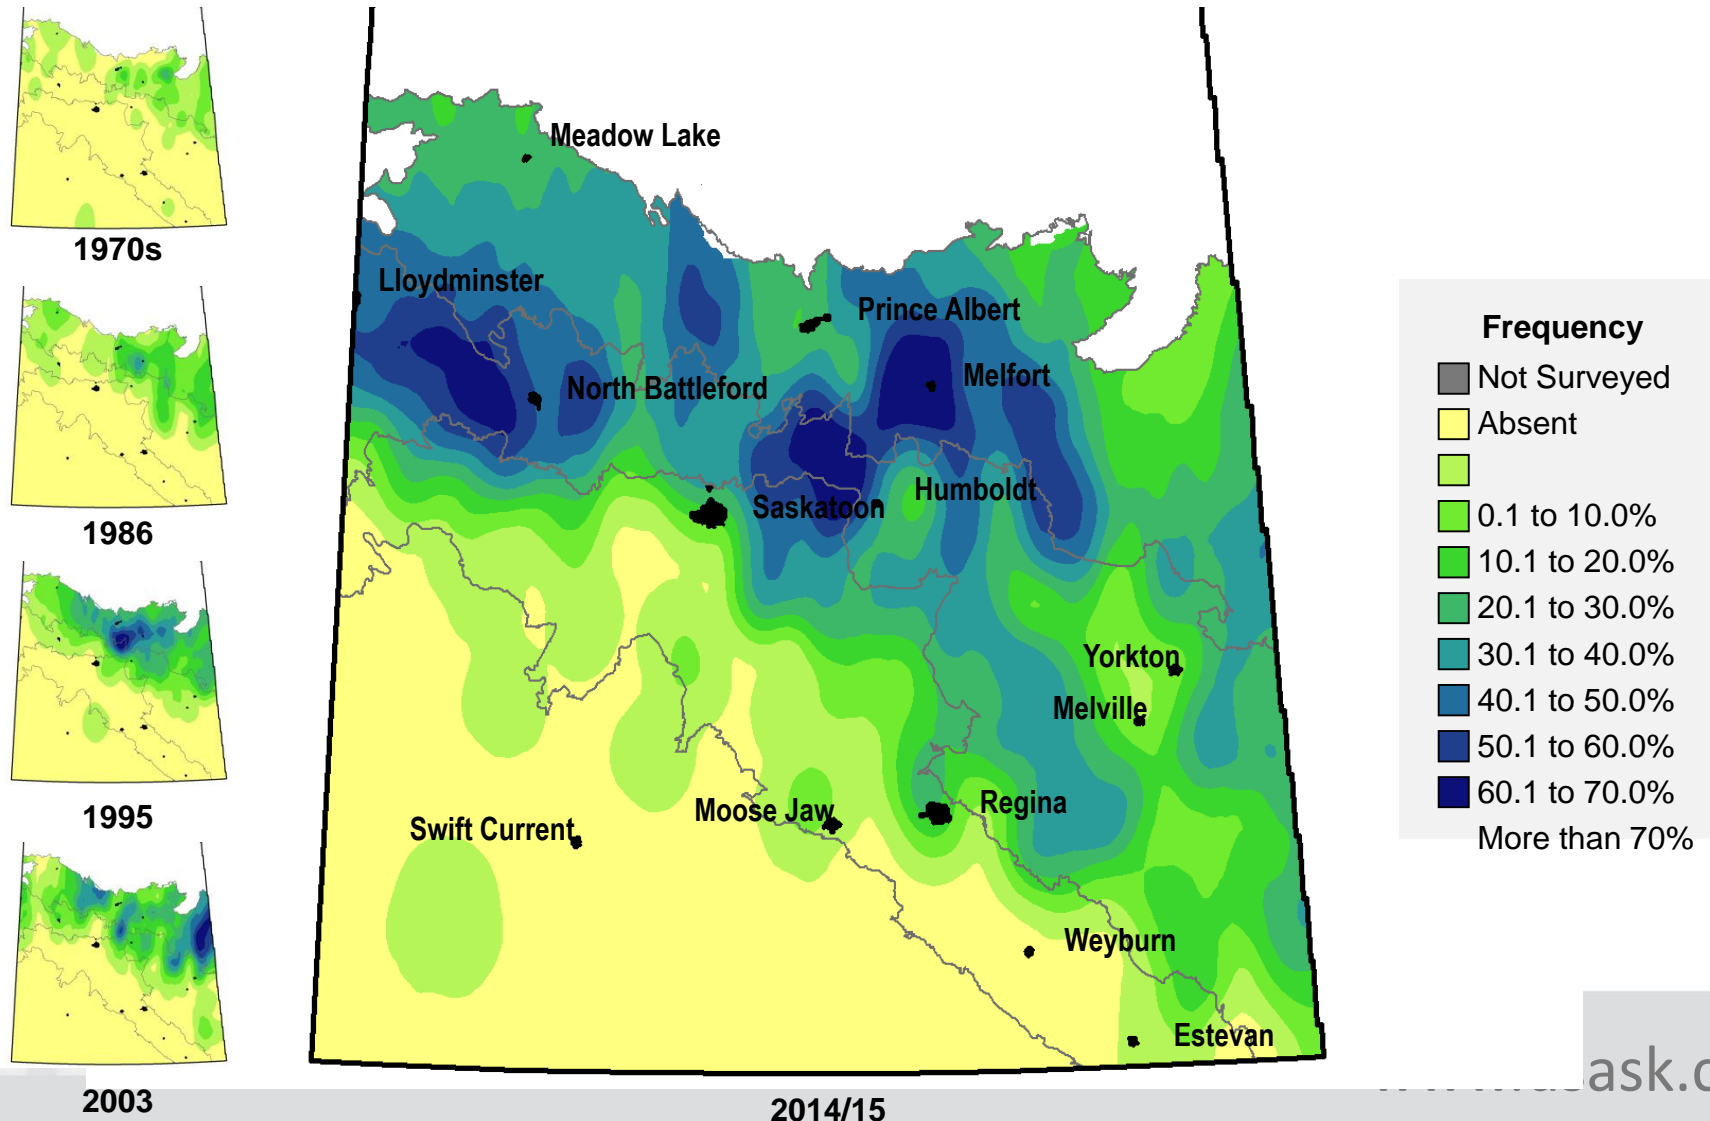 1970s
1986
1995
2003
Meadow Lake
Lloydminster
Prince Albert
Melfort
North Battleford
Humboldt
Saskatoon
Yorkton
Melville
Regina
Moose Jaw
Swift Current
Weyburn
Estevan
2014/15
Frequency
Not Surveyed
Absent
0.1 to 10.0%
10.1 to 20.0%
20.1 to 30.0%
30.1 to 40.0%
40.1 to 50.0%
50.1 to 60.0%
60.1 to 70.0%
More than 70%